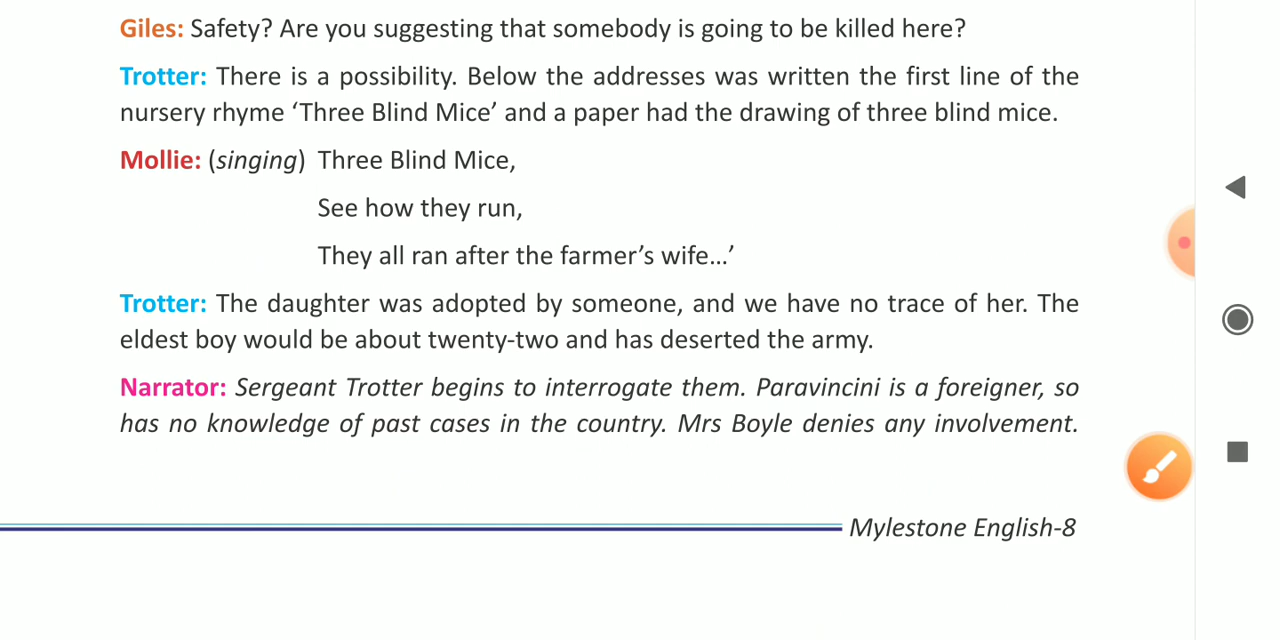 Giles: Safety? Are you suggesting that somebody is going to be killed here?
Trotter: There is a possibility. Below the addresses was written the first line of the
nursery rhyme ‘Three Blind Mice’ and a paper had the drawing of three blind mice.
Mollie: (singing) Three Blind Mice,
See how they run,
They all ran after the farmer’s wife...’
Trotter: The daughter was adopted by someone, and we have no trace of her. The
eldest boy would be about twenty-two and has deserted the army.
Narrator: Sergeant Trotter begins to interrogate them. Paravincini is a foreigner, so
has no knowledge of past cases in the country. Mrs Boyle denies any involvement.
Mylestone English-8